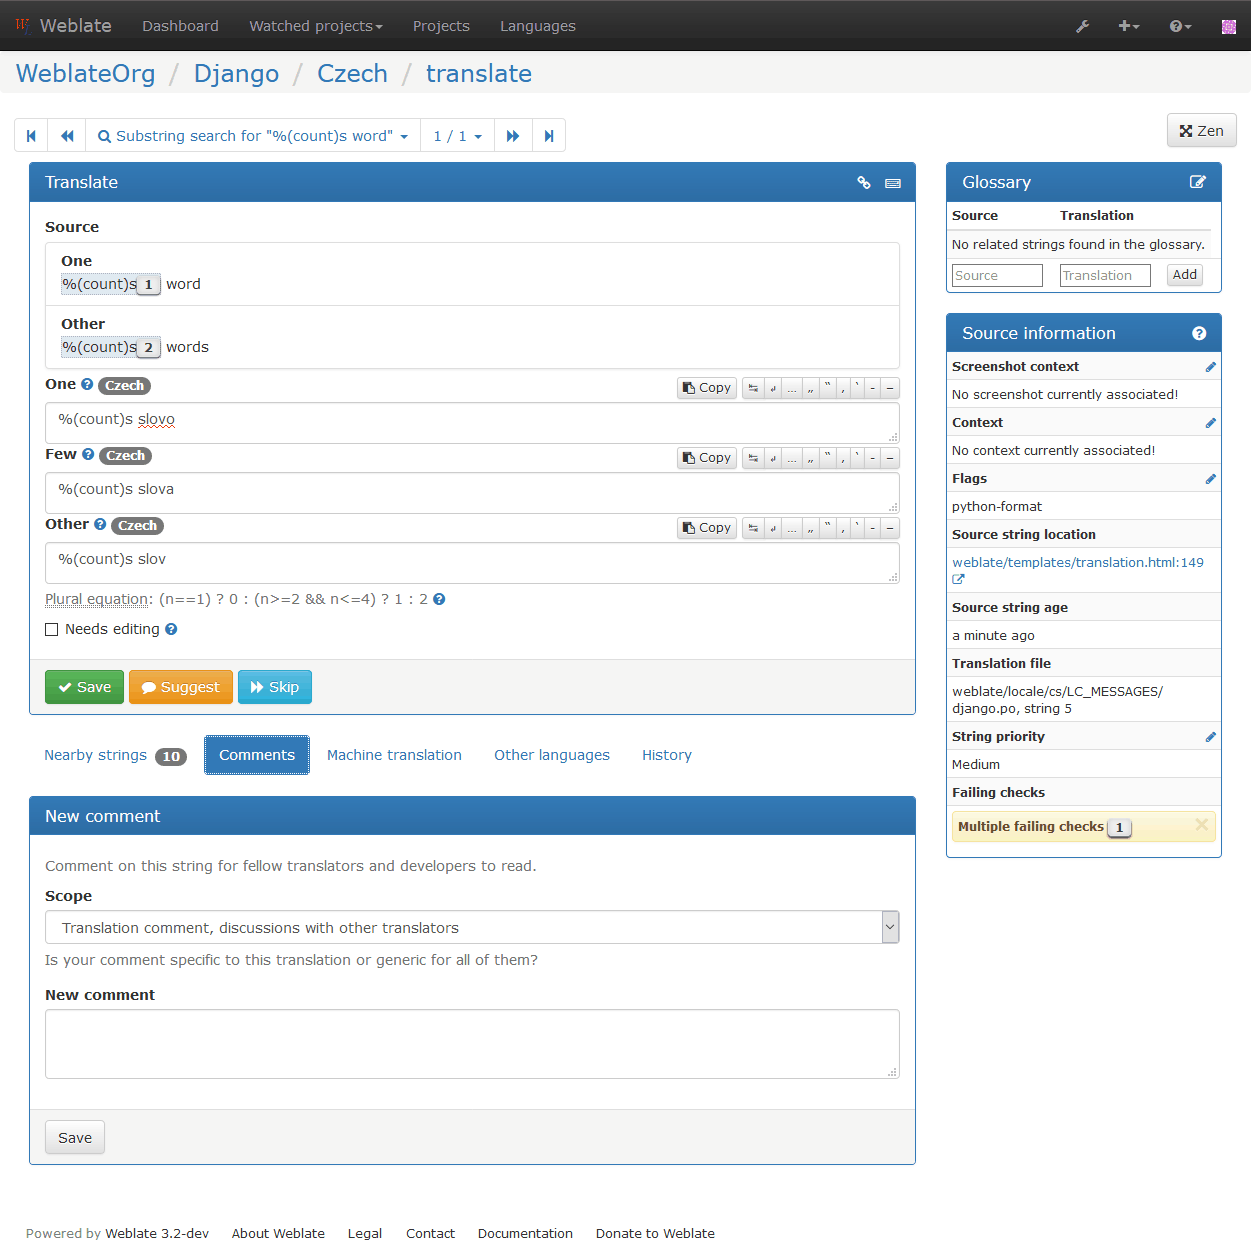 Weblate Dashboard Watched projects Projects Languages
WeblateOrg / Django / Czech / translate
Substring search for "%(count)s word" 1 / 1
Zen
Translate
Source
One
%(count)s 1 word
Other
%(count)s 2 words
One Czech Copy … „ “ ‚ ‘ - –
%(count)s slovo
Few Czech Copy … „ “ ‚ ‘ - –
%(count)s slova
Other Czech Copy … „ “ ‚ ‘ - –
%(count)s slov
Plural equation: (n==1) ? 0 : (n>=2 && n<=4) ? 1 : 2
Needs editing
Save Suggest Skip
Nearby strings 10 Comments Machine translation Other languages History
New comment
Comment on this string for fellow translators and developers to read.
Scope
Translation comment, discussions with other translators
Is your comment specific to this translation or generic for all of them?
New comment
Save
Glossary
Source Translation
No related strings found in the glossary.
Source Translation Add
Source information
Screenshot context
No screenshot currently associated!
Context
No context currently associated!
Flags
python-format
Source string location
weblate/templates/translation.html:149
Source string age
a minute ago
Translation file
weblate/locale/cs/LC_MESSAGES/
django.po, string 5
String priority
Medium
Failing checks
Multiple failing checks 1
Powered by Weblate 3.2-dev About Weblate Legal Contact Documentation Donate to Weblate